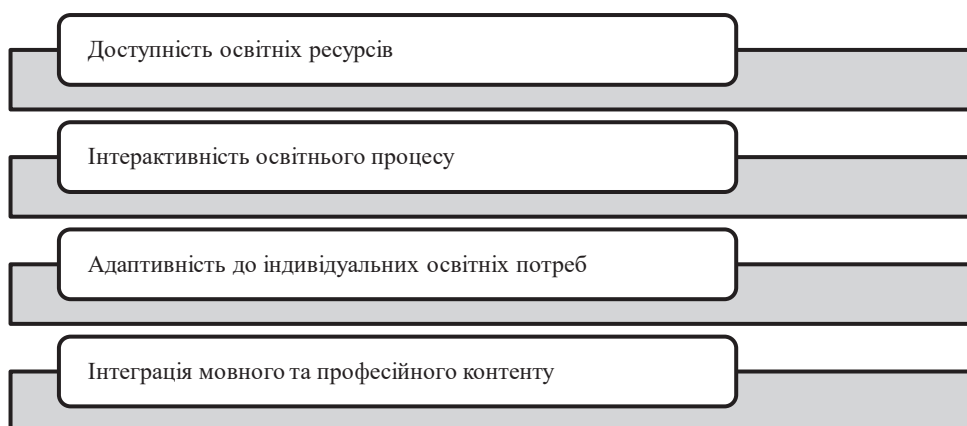 Доступність освітніх ресурсів
Інтерактивність освітнього процесу
Адаптивність до індивідуальних освітніх потреб
Інтеграція мовного та професійного контенту